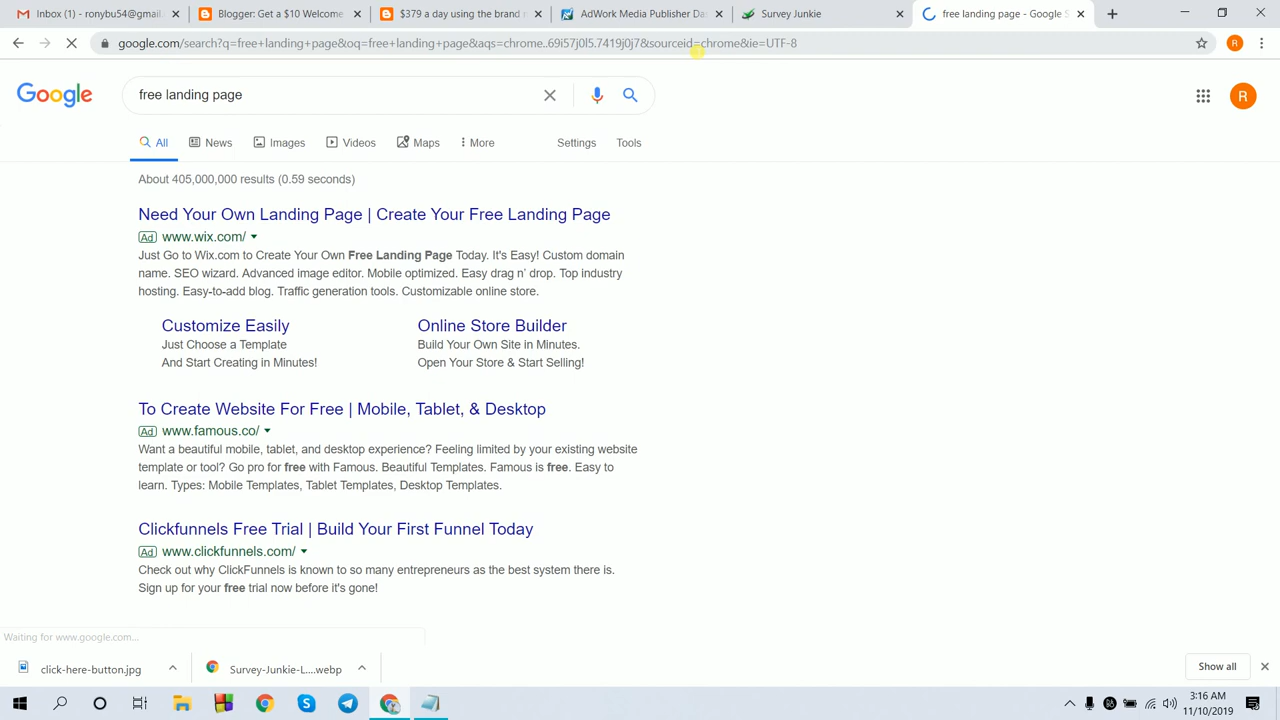 Inbox (1) - ronybu54@gmail.
Blogger: Get a $10 Welcome
$379 a day using the brand n
AdWork Media Publisher Das
Survey Junkie
free landing page - Google S
google.com/search?q=free+landing+page&oq=free+landing+page&aqs=chrome..69i57j0l5.7419j0j7&sourceid=chrome&ie=UTF-8
R
Google
free landing page
R
All
News
Images
Videos
Maps
More
Settings
Tools
About 405,000,000 results (0.59 seconds)
Need Your Own Landing Page | Create Your Free Landing Page
Ad www.wix.com/
Just Go to Wix.com to Create Your Own Free Landing Page Today. It's Easy! Custom domain
name. SEO wizard. Advanced image editor. Mobile optimized. Easy drag n' drop. Top industry
hosting. Easy-to-add blog. Traffic generation tools. Customizable online store.
Customize Easily
Just Choose a Template
And Start Creating in Minutes!
Online Store Builder
Build Your Own Site in Minutes.
Open Your Store & Start Selling!
To Create Website For Free | Mobile, Tablet, & Desktop
Ad www.famous.co/
Want a beautiful mobile, tablet, and desktop experience? Feeling limited by your existing website
template or tool? Go pro for free with Famous. Beautiful Templates. Famous is free. Easy to
learn. Types: Mobile Templates, Tablet Templates, Desktop Templates.
Clickfunnels Free Trial | Build Your First Funnel Today
Ad www.clickfunnels.com/
Check out why ClickFunnels is known to so many entrepreneurs as the best system there is.
Sign up for your free trial now before it's gone!
Waiting for www.google.com...
click-here-button.jpg
Survey-Junkie-L....webp
Show all
3:16 AM
11/10/2019